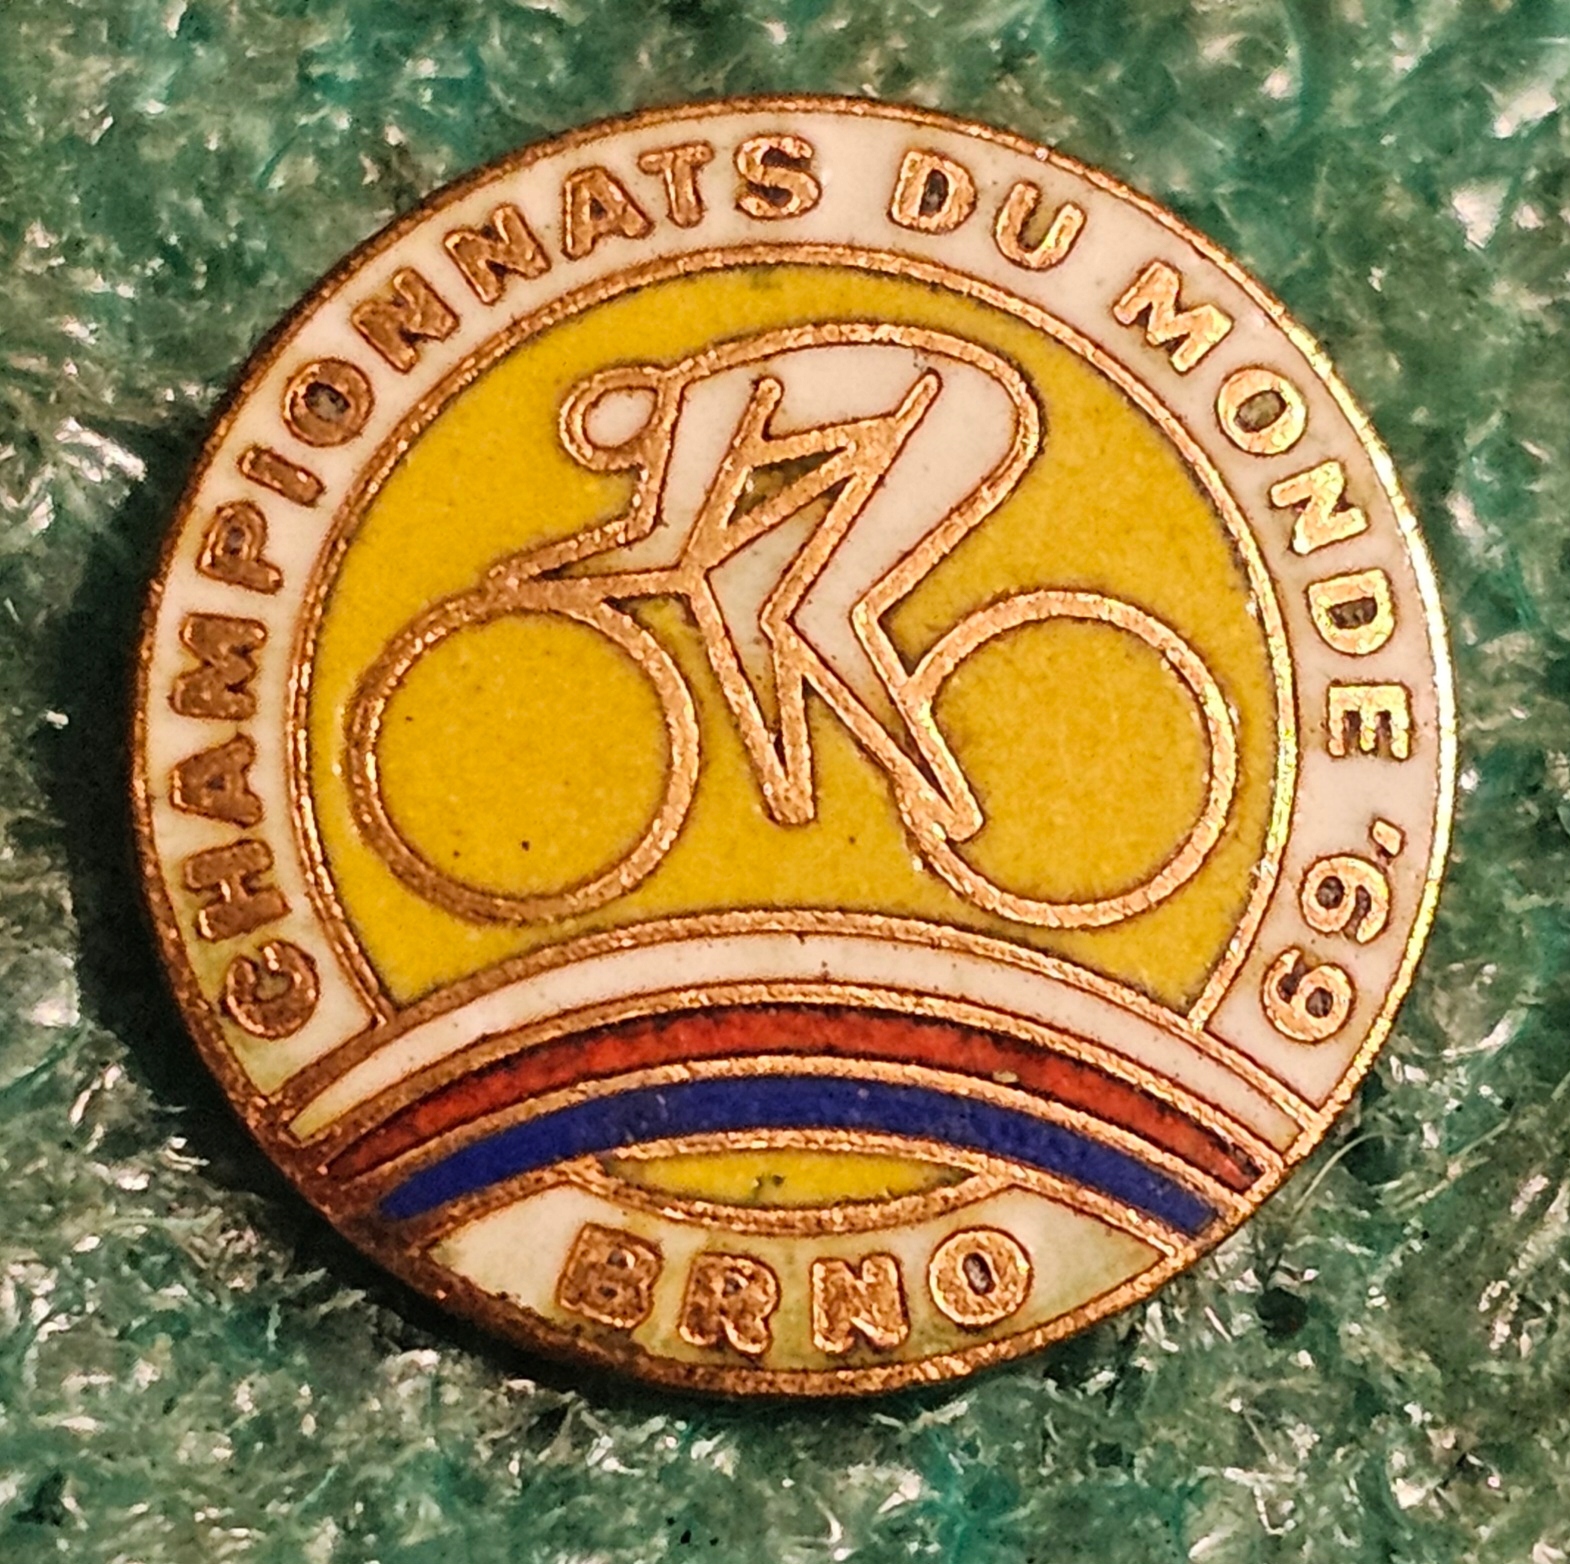 CHAMPIONNATS DU MONDE '69
BRNO